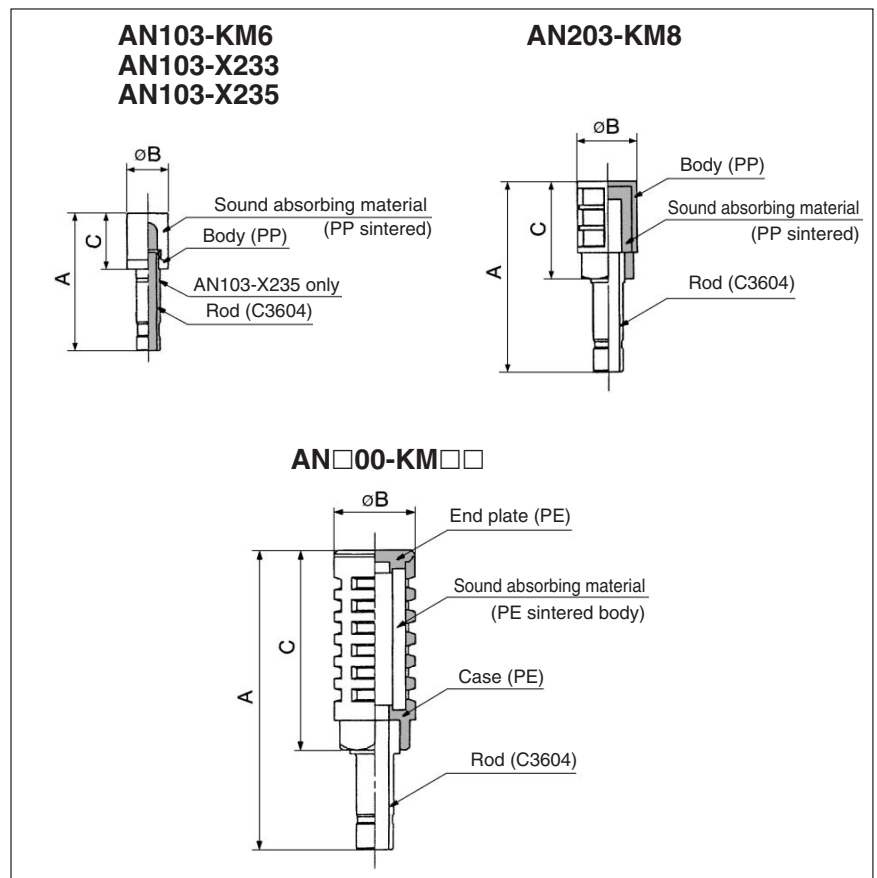 AN103-KM6
AN103-X233
AN103-X235
øB
Sound absorbing material
(PP sintered)
C
Body (PP)
A
AN103-X235 only
Rod (C3604)
AN203-KM8
øB
Body (PP)
Sound absorbing material
(PP sintered)
C
A
Rod (C3604)
AN□00-KM□□
øB
End plate (PE)
Sound absorbing material
(PE sintered body)
C
Case (PE)
A
Rod (C3604)